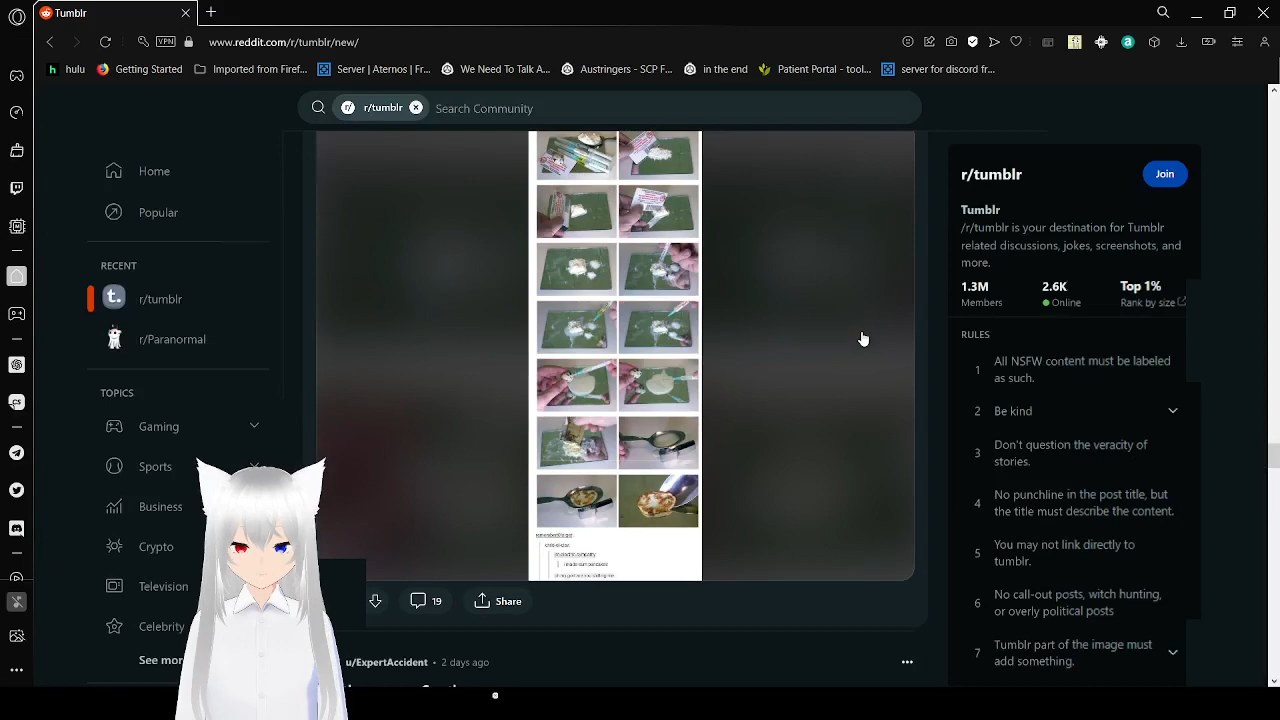 Tumblr
www.reddit.com/r/tumblr/new/
VPN
hulu
Getting Started
Imported from Firef...
Server | Aternos | Fr...
We Need To Talk A...
Austringers - SCP F...
in the end
Patient Portal - tool...
server for discord fr...
r/tumblr
Search Community
Home
Popular
RECENT
r/tumblr
r/Paranormal
TOPICS
Gaming
Sports
Business
Crypto
Television
Celebrity
See mor
19
Share
u/ExpertAccident • 2 days ago
r/tumblr
Join
Tumblr
/r/tumblr is your destination for Tumblr
related discussions, jokes, screenshots, and
more.
1.3M
2.6K
Top 1%
Members
Online
Rank by size
RULES
1
All NSFW content must be labeled
as such.
2
Be kind
3
Don't question the veracity of
stories.
4
No punchline in the post title, but
the title must describe the content.
5
You may not link directly to
tumblr.
6
No call-out posts, witch hunting,
or overly political posts
7
Tumblr part of the image must
add something.